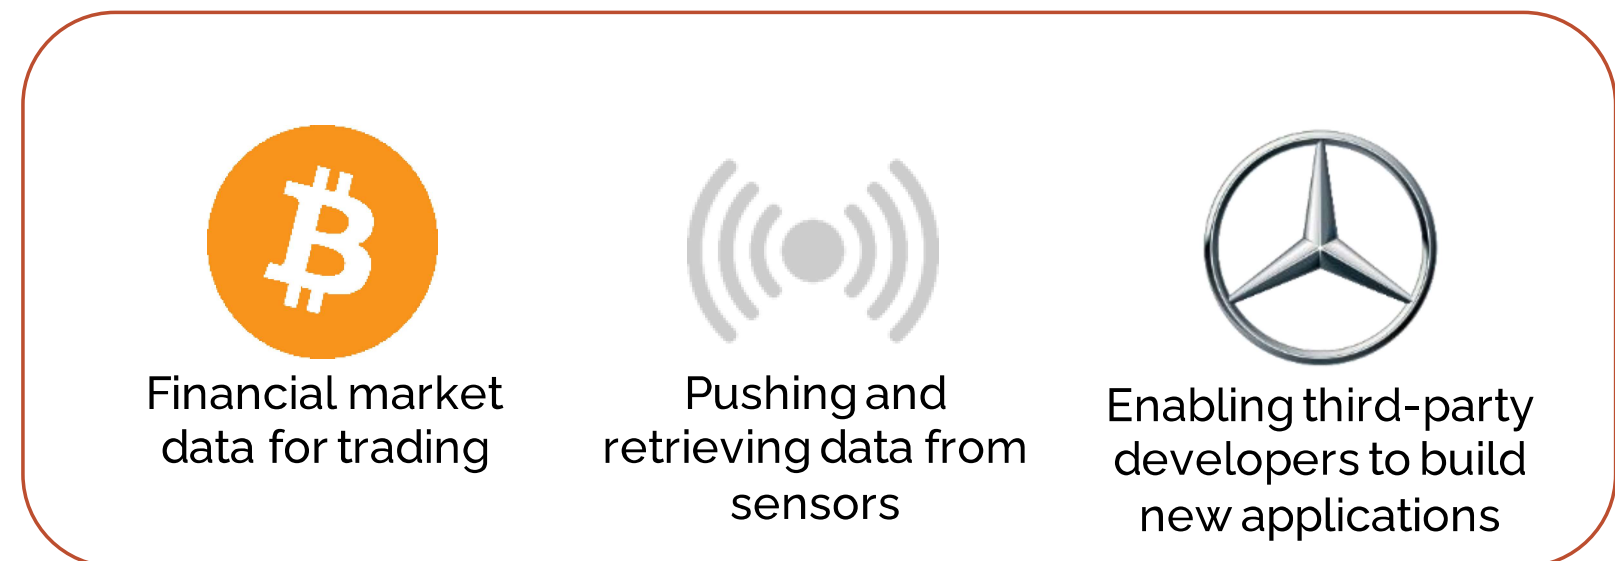 Financial market
data for trading
Pushing and
retrieving data from
sensors
Enabling third-party
developers to build
new applications